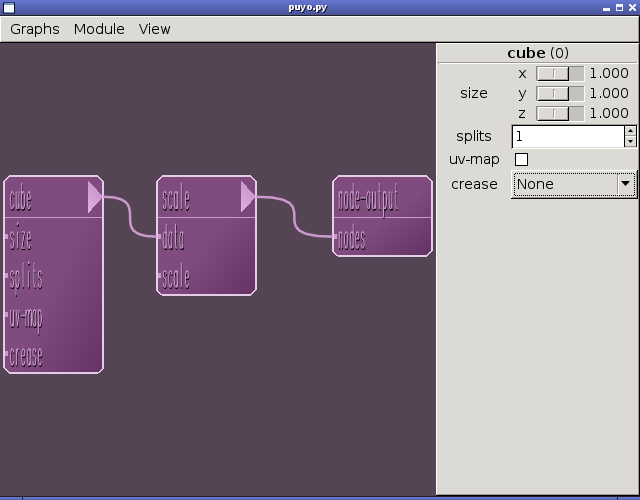 puyo.py
Graphs Module View
cube (0)
size x 1.000
y 1.000
z 1.000
splits 1
uv-map
crease None
cube
size
splits
uv-map
crease
scale
data
scale
node-output
nodes